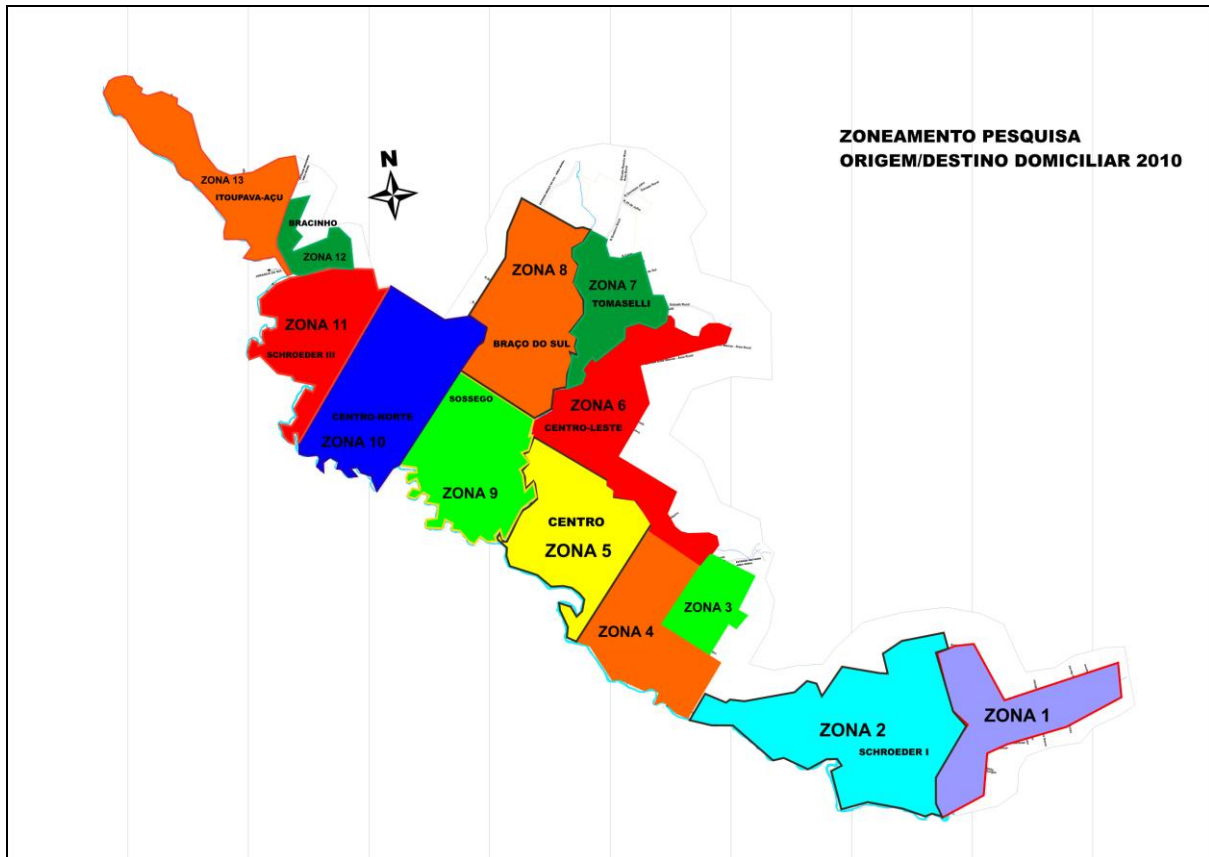 ZONEAMENTO PESQUISA
ORIGEM/DESTINO DOMICILIAR 2010
N
ZONA 13
ITOUPAVA-AÇU
BRACINHO
ZONA 12
ZONA 8
ZONA 7
TOMASELLI
ZONA 11
BRAÇO DO SUL
SCHROEDER III
SOSSEGO
ZONA 6
CENTRO-NORTE
CENTRO-LESTE
ZONA 10
ZONA 9
CENTRO
ZONA 5
ZONA 3
ZONA 4
ZONA 1
ZONA 2
SCHROEDER I